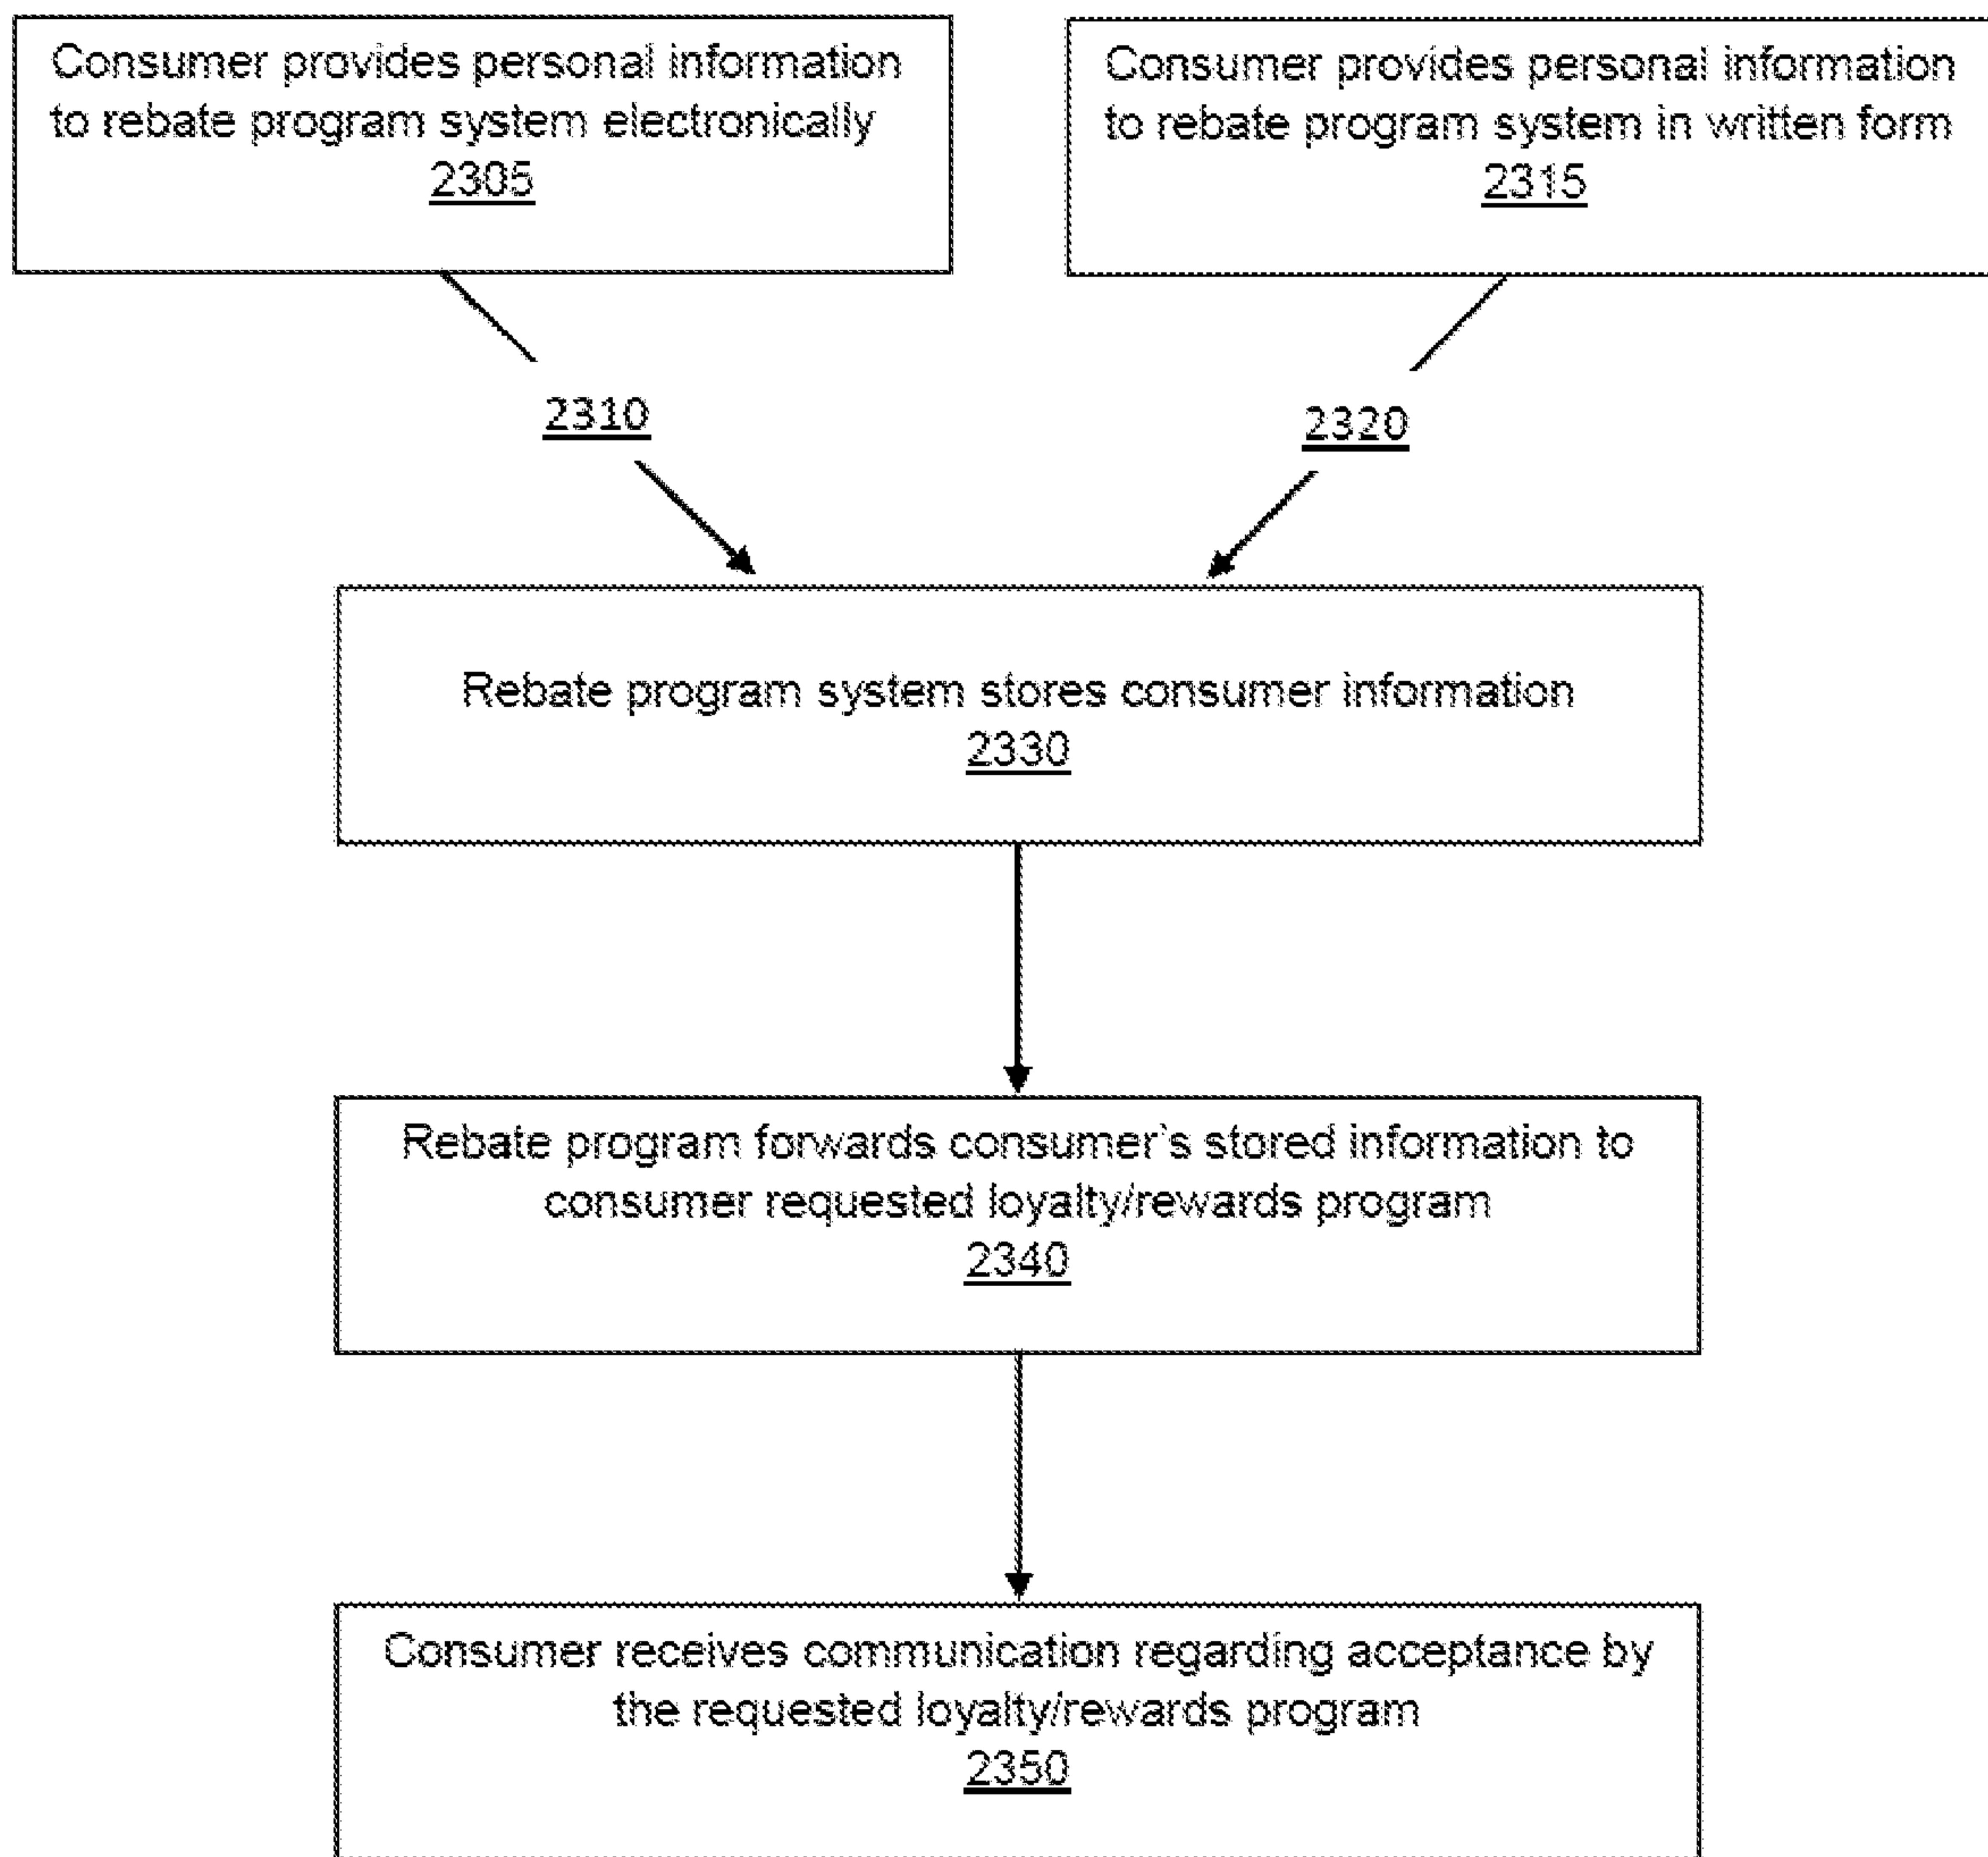 Consumer provides personal information
to rebate program system electronically
2305
Consumer provides personal information
to rebate program system in written form
2315
2310
2320
Rebate program system stores consumer information
2330
Rebate program forwards consumer's stored information to
consumer requested loyalty/rewards program
2340
Consumer receives communication regarding acceptance by
the requested loyalty/rewards program
2350